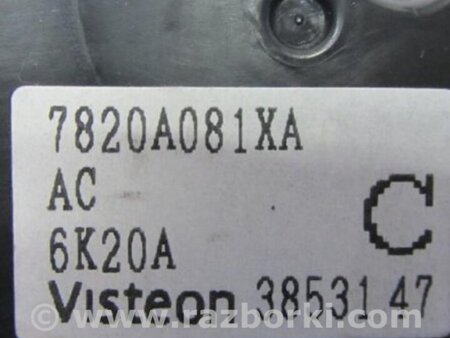 7820A081XA
AC
C
6K20A
Visteon 3853147
www.razborki.com